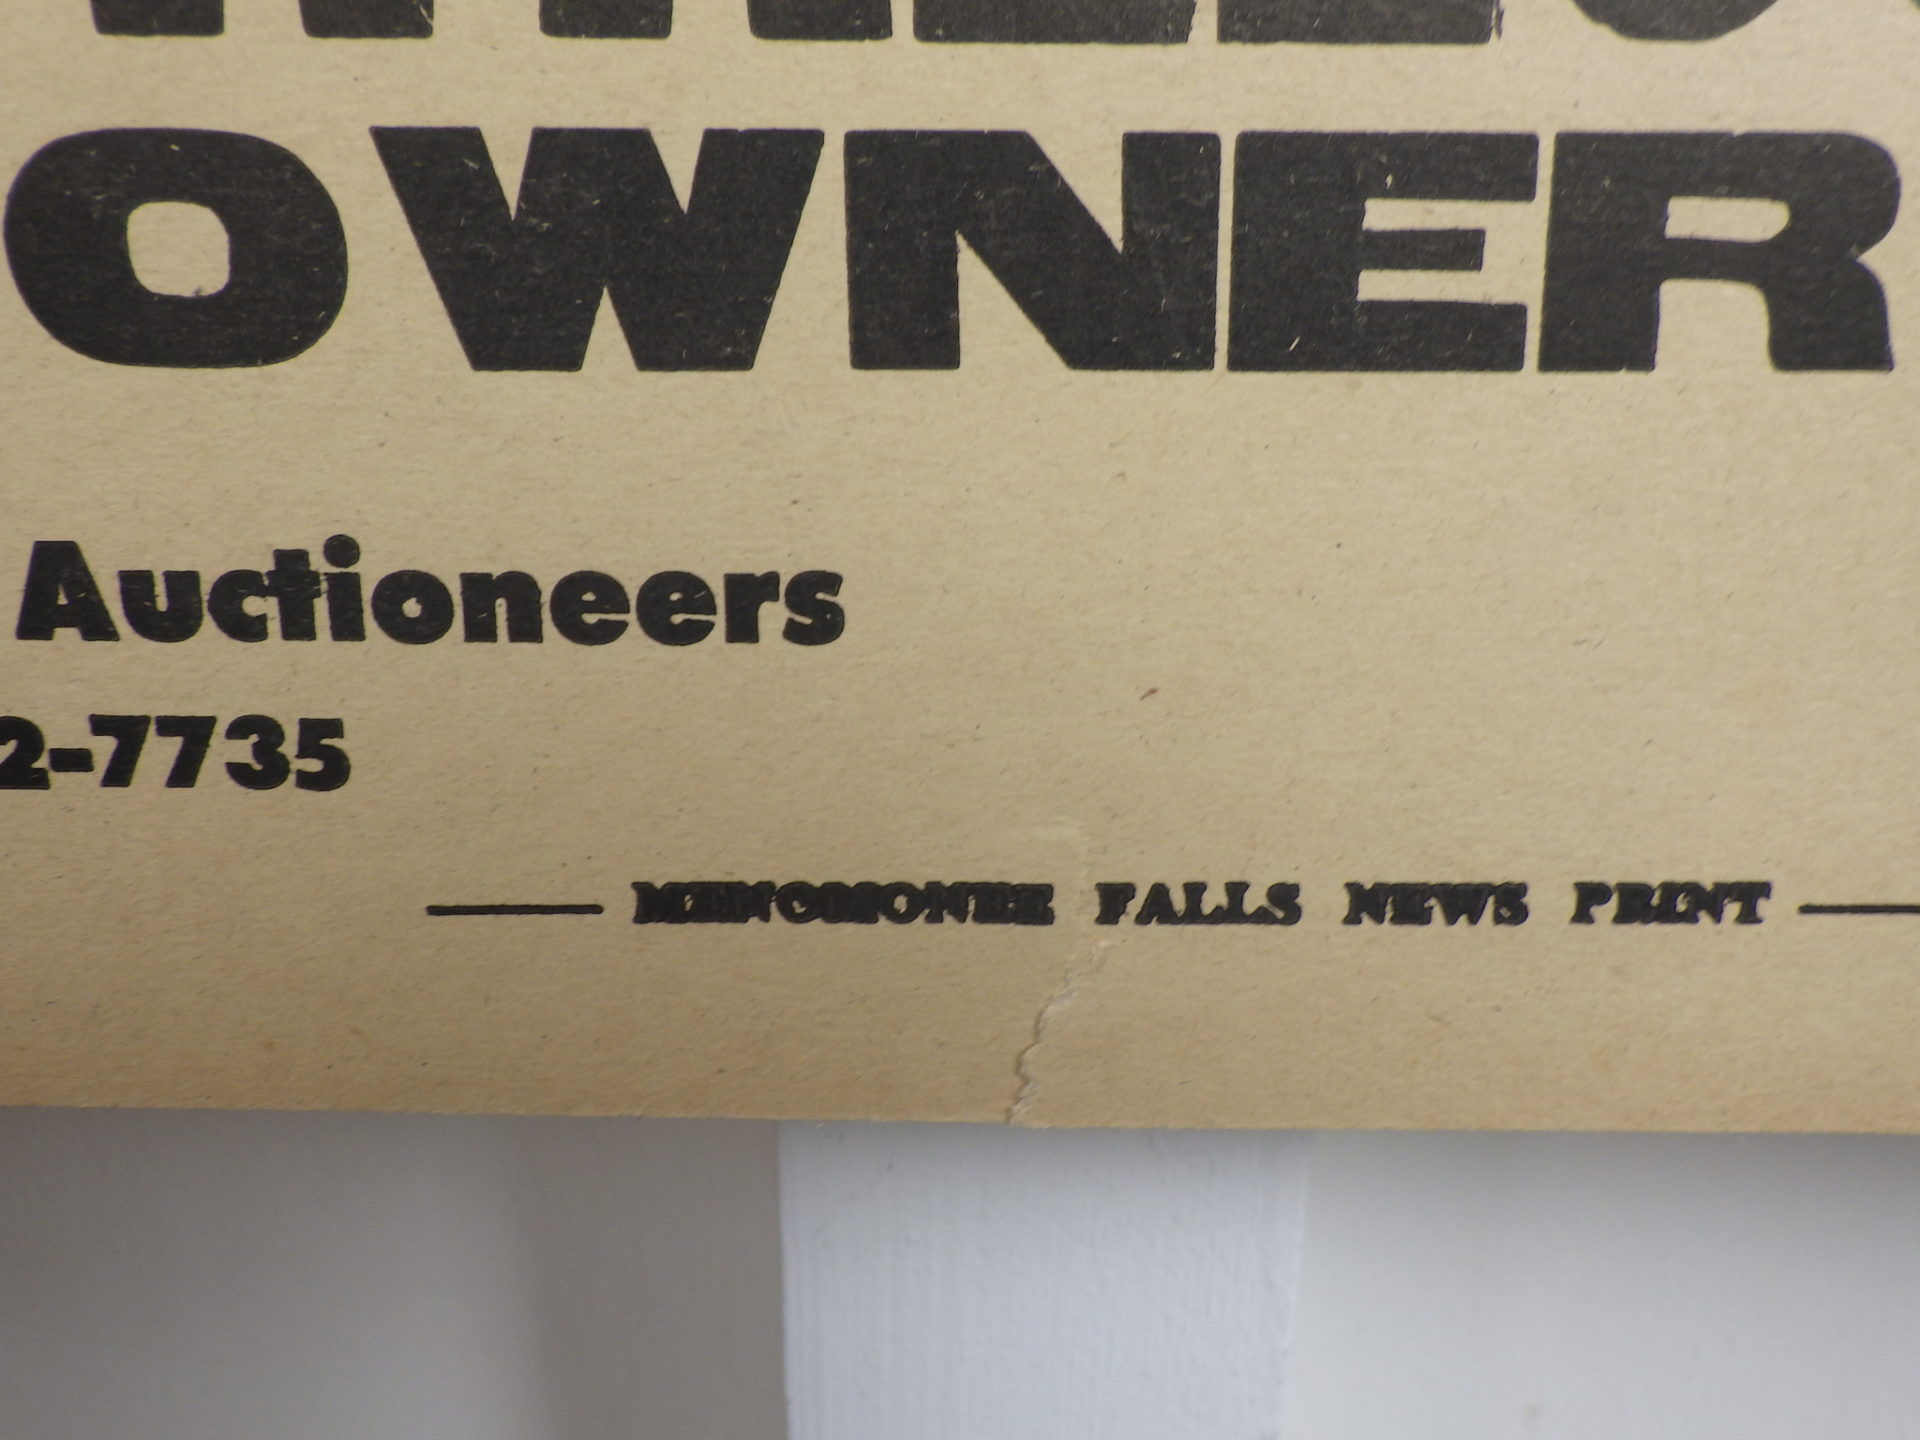 OWNER
Auctioneers
2-7735
MENOMONEE FALLS NEWS PRINT